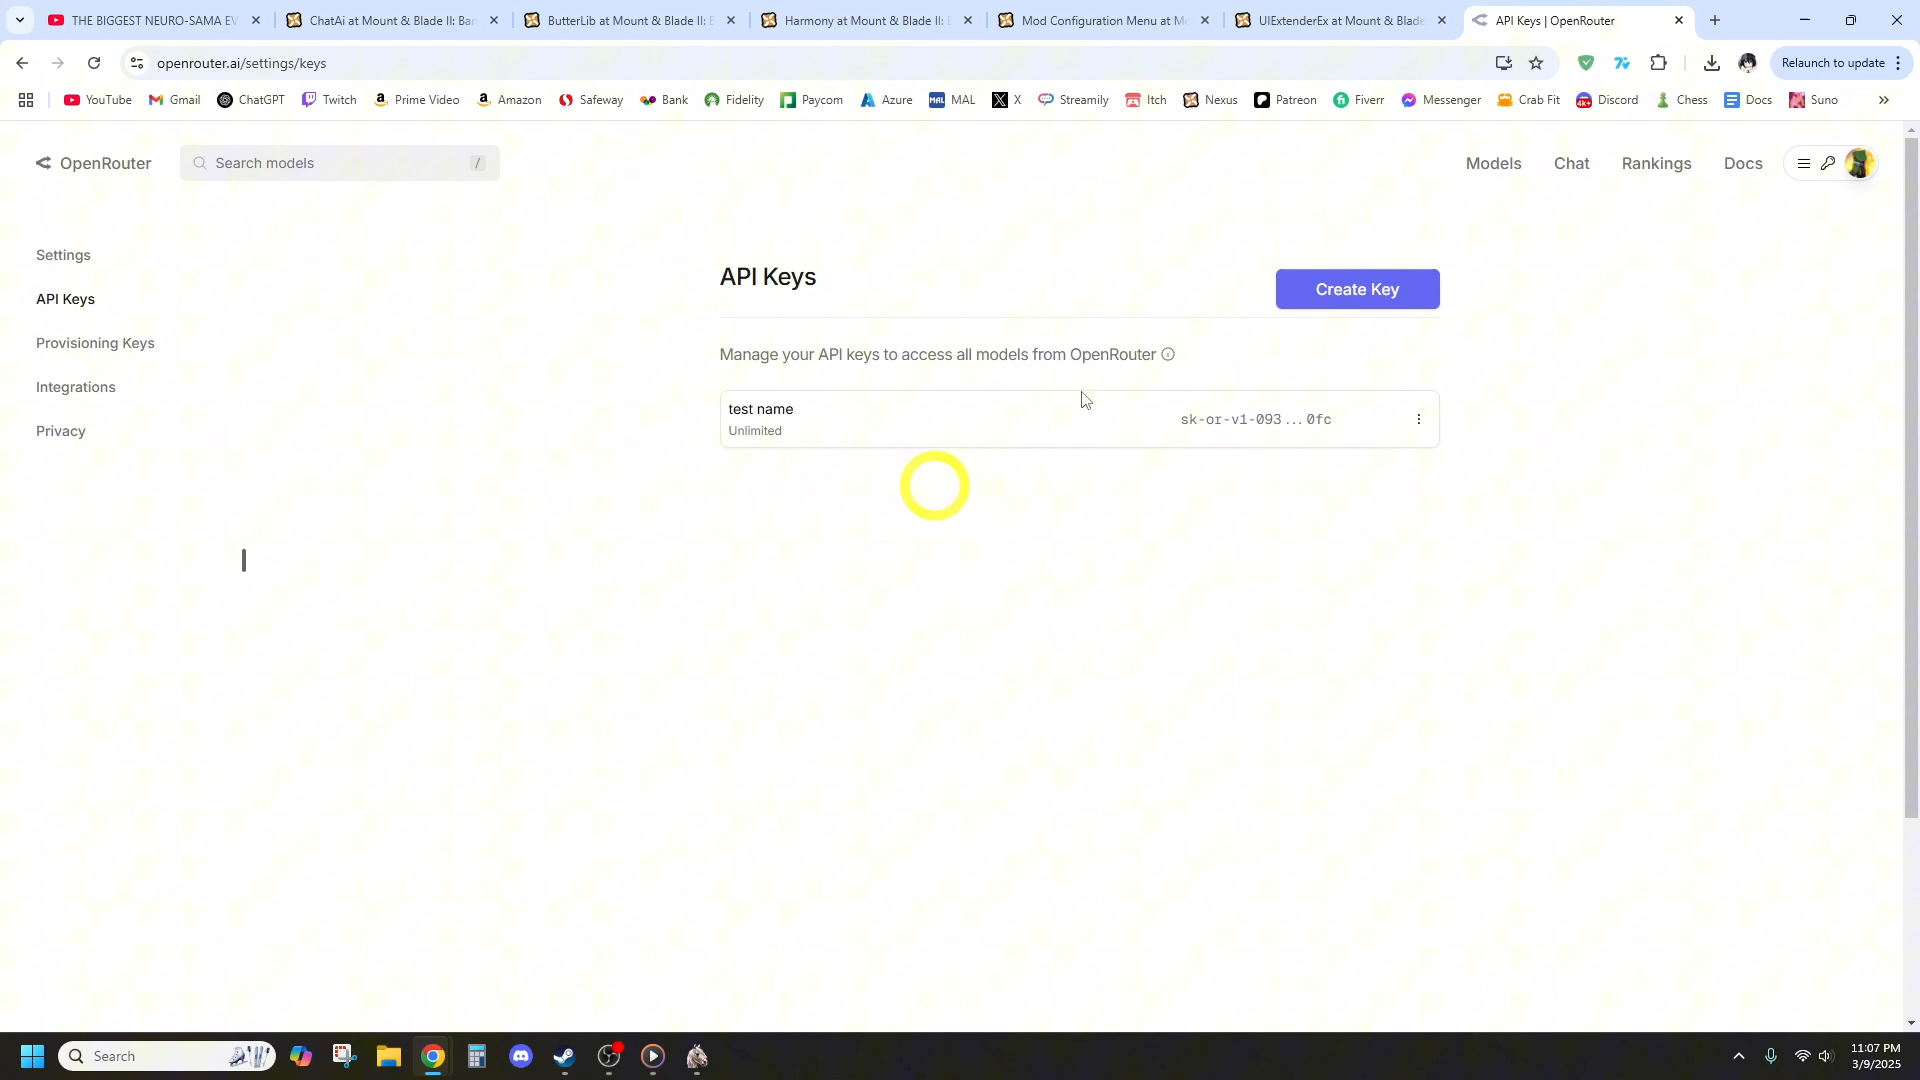 THE BIGGEST NEURO-SAMA EV
ChatAi at Mount & Blade II: Ban
ButterLib at Mount & Blade II: B
Harmony at Mount & Blade II:
Mod Configuration Menu at M
UIExtenderEx at Mount & Blade
API Keys | OpenRouter
openrouter.ai/settings/keys
Relaunch to update
YouTube
Gmail
ChatGPT
Twitch
Prime Video
Amazon
Safeway
Bank
Fidelity
Paycom
Azure
MAL
X
Streamily
Itch
Nexus
Patreon
Fiverr
Messenger
Crab Fit
Discord
Chess
Docs
Suno
OpenRouter
Search models
/
Models
Chat
Rankings
Docs
Settings
API Keys
Provisioning Keys
Integrations
Privacy
API Keys
Create Key
Manage your API keys to access all models from OpenRouter
test name
Unlimited
sk-or-v1-093...0fc
Search
11:07 PM
3/9/2025